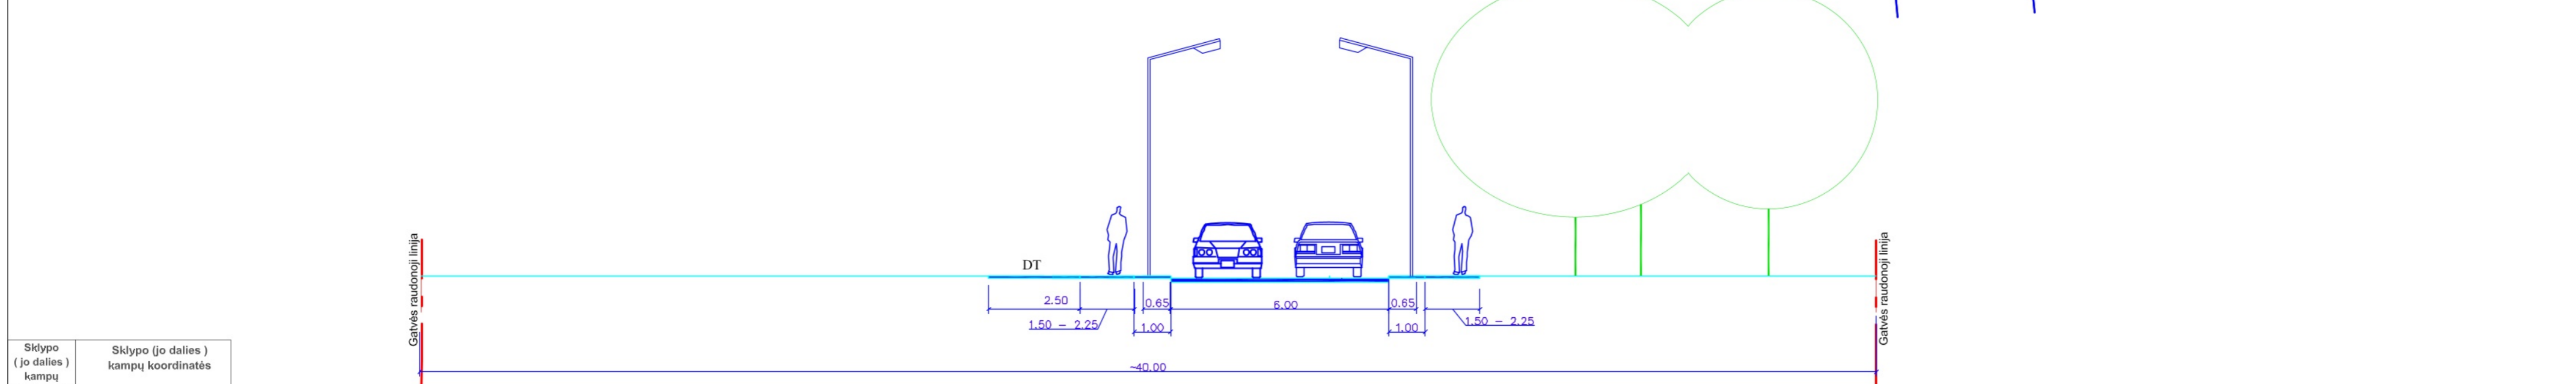 Gatvės raudonoji linija
Gatvės raudonoji linija
DT
2.50
0.65
6.00
0.65
1.50 - 2.25
1.00
1.00
1.50 - 2.25
~40.00
Sklypo
( jo dalies )
kampų
Sklypo (jo dalies )
kampų koordinatės